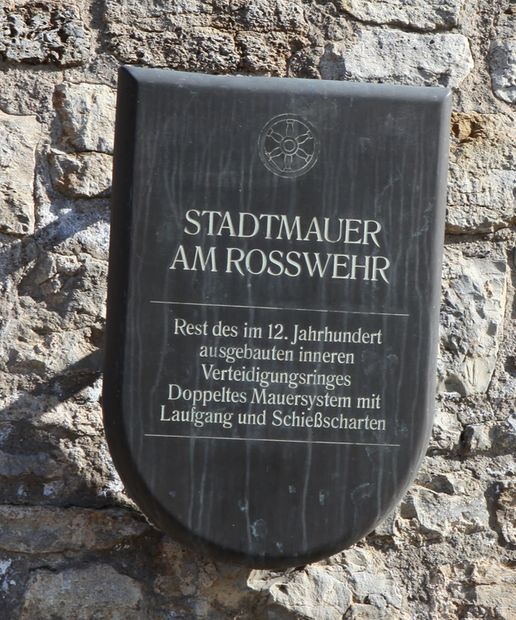 STADTMAUER
AM ROSSWEHR
Rest des im 12. Jahrhundert
ausgebauten inneren
Verteidigungsringes
Doppeltes Mauersystem mit
Laufgang und Schießscharten